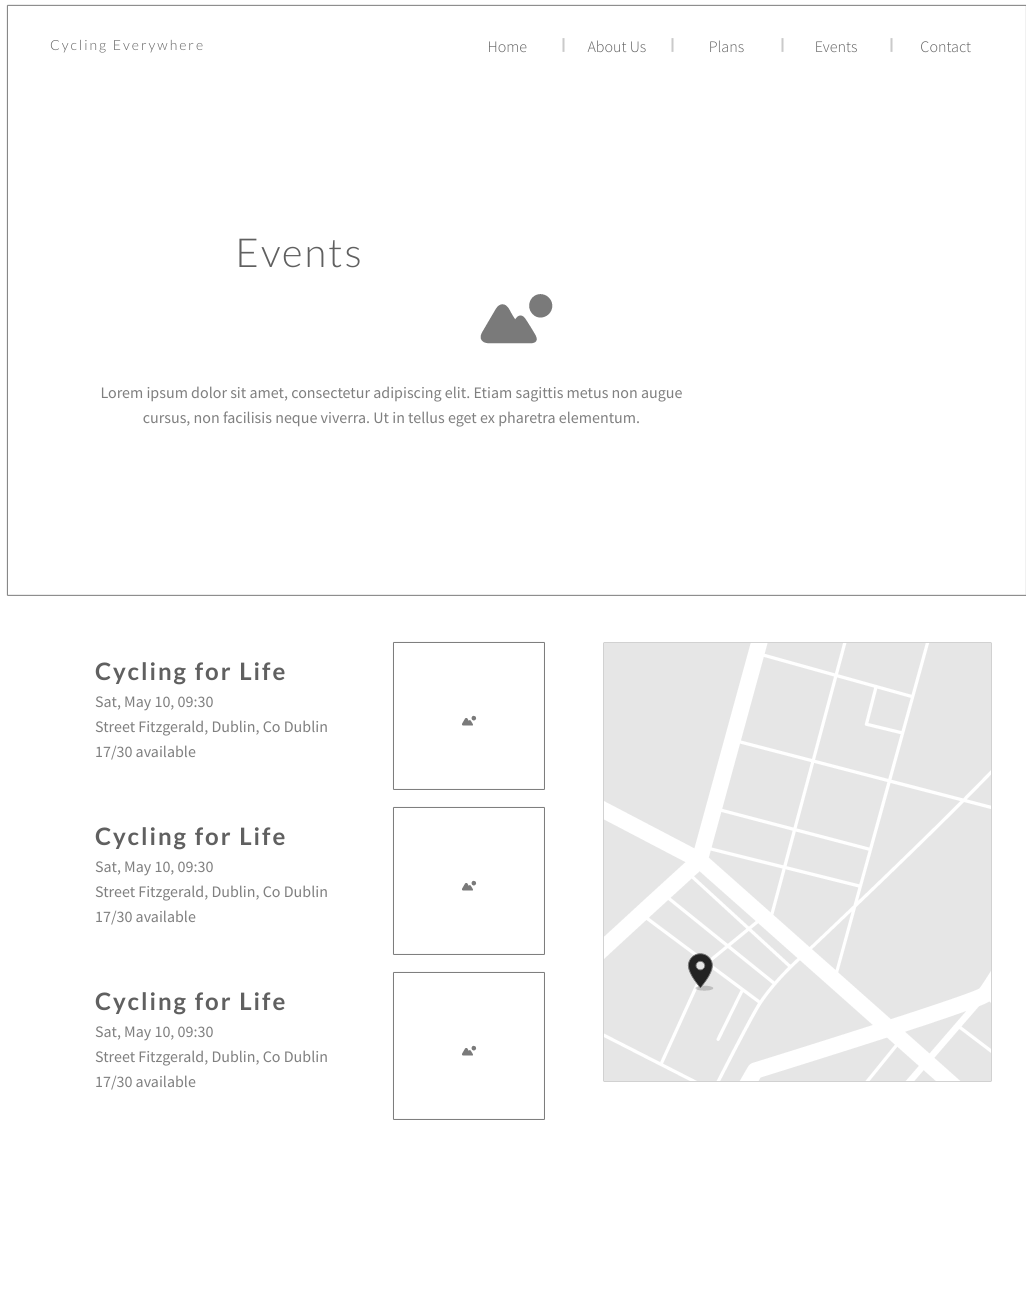 Cycling Everywhere
Home | About Us | Plans | Events | Contact
Events
Lorem ipsum dolor sit amet, consectetur adipiscing elit. Etiam sagittis metus non augue
cursus, non facilisis neque viverra. Ut in tellus eget ex pharetra elementum.
Cycling for Life
Sat, May 10, 09:30
Street Fitzgerald, Dublin, Co Dublin
17/30 available
Cycling for Life
Sat, May 10, 09:30
Street Fitzgerald, Dublin, Co Dublin
17/30 available
Cycling for Life
Sat, May 10, 09:30
Street Fitzgerald, Dublin, Co Dublin
17/30 available